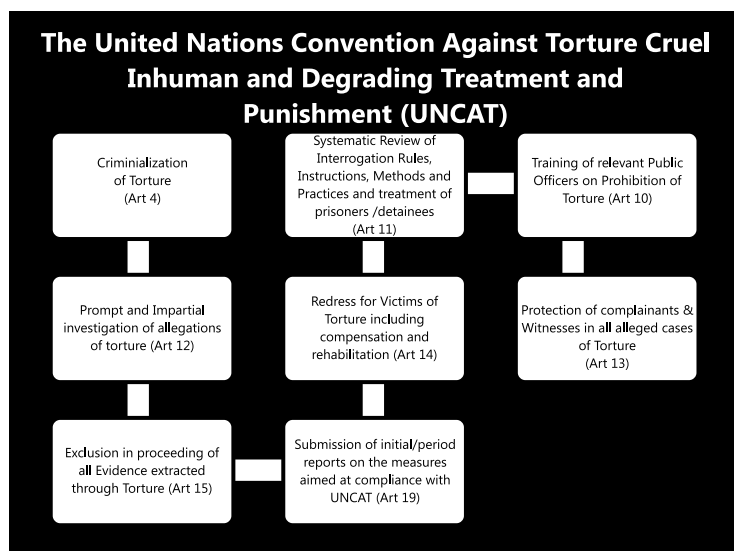 The United Nations Convention Against Torture Cruel
Inhuman and Degrading Treatment and
Punishment (UNCAT)
Criminialization
of Torture
(Art 4)
Prompt and Impartial
investigation of allegations
of torture (Art 12)
Exclusion in proceeding of
all Evidence extracted
through Torture (Art 15)
Submission of initial/period
reports on the measures
aimed at compliance with
UNCAT (Art 19)
Redress for Victims of
Torture including
compensation and
rehabilitation (Art 14)
Systematic Review of
Interrogation Rules,
Instructions, Methods and
Practices and treatment of
prisoners /detainees
(Art 11)
Training of relevant Public
Officers on Prohibition of
Torture (Art 10)
Protection of complainants &
Witnesses in all alleged cases
of Torture
(Art 13)